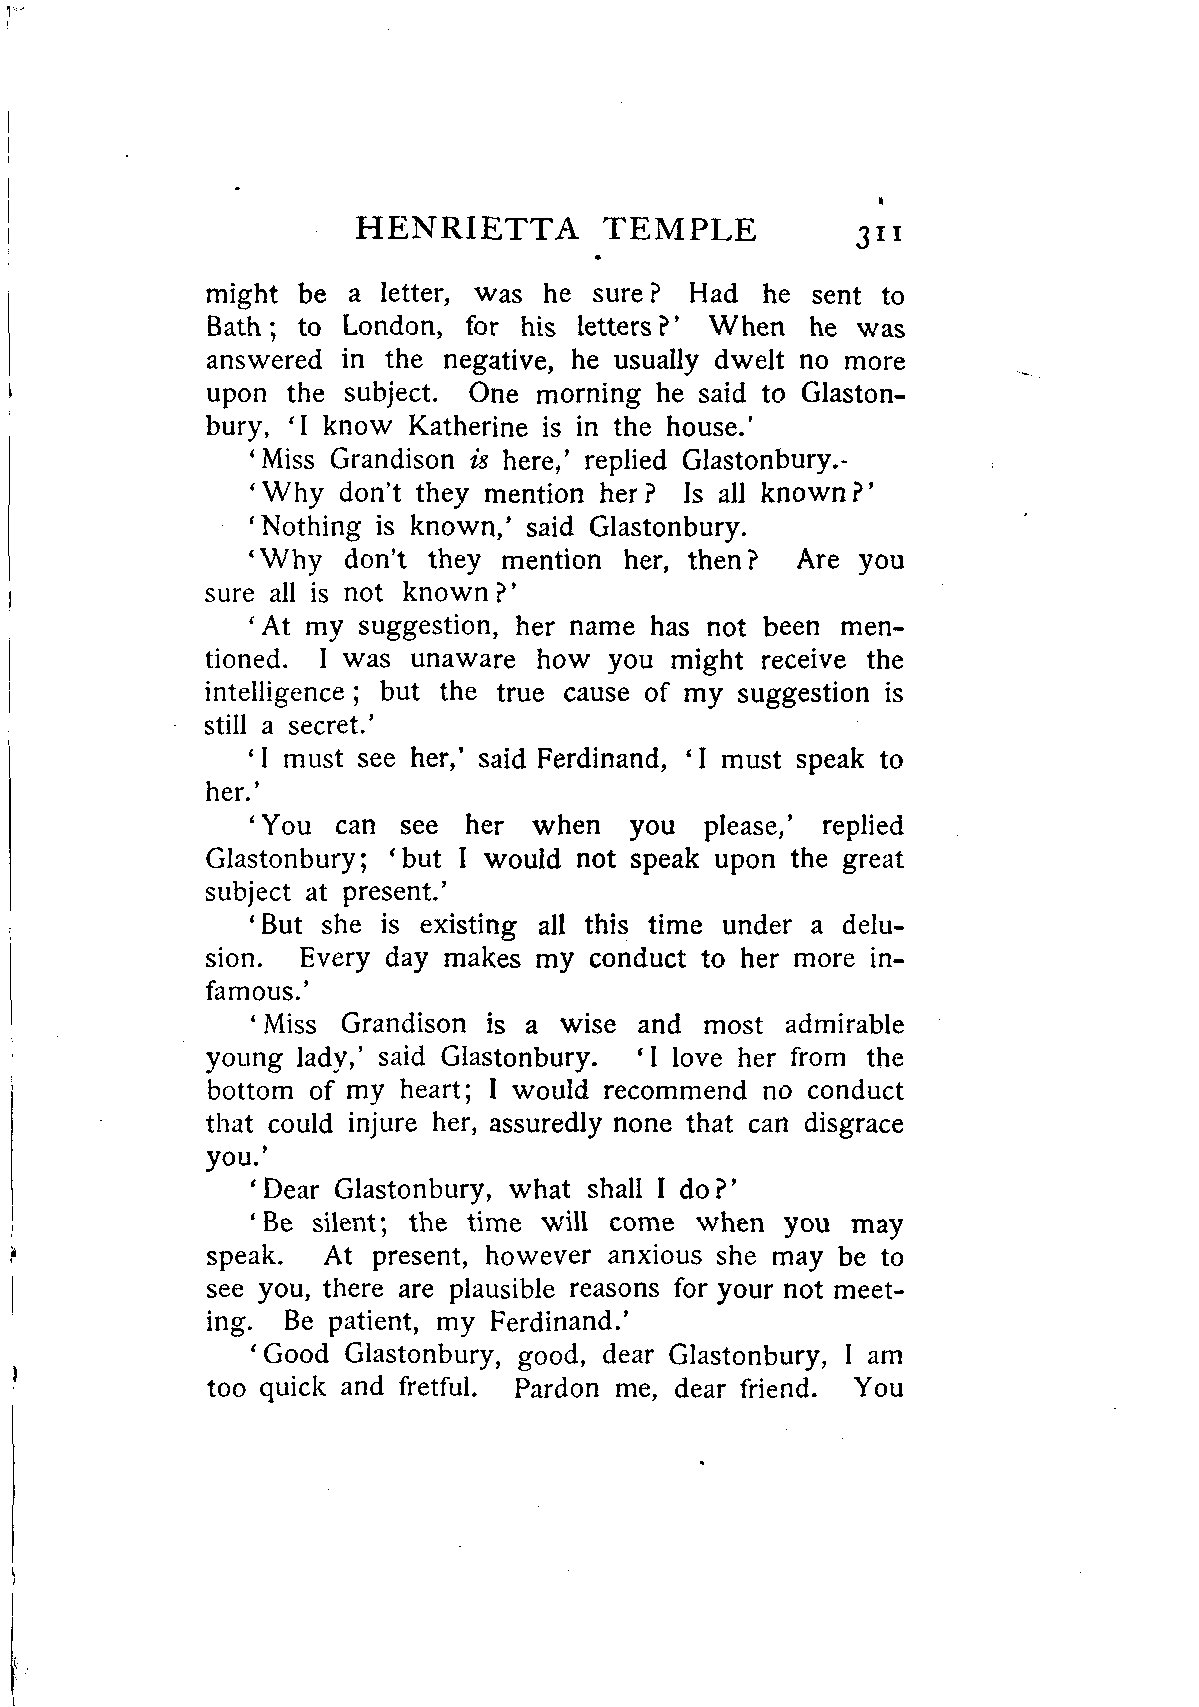 HENRIETTA TEMPLE 311
might be a letter, was he sure? Had he sent to
Bath; to London, for his letters?' When he was
answered in the negative, he usually dwelt no more
upon the subject. One morning he said to Glaston-
bury, 'I know Katherine is in the house.'
'Miss Grandison is here,' replied Glastonbury.
'Why don't they mention her? Is all known?'
'Nothing is known,' said Glastonbury.
'Why don't they mention her, then? Are you
sure all is not known?'
'At my suggestion, her name has not been men-
tioned. I was unaware how you might receive the
intelligence; but the true cause of my suggestion is
still a secret.'
'I must see her,' said Ferdinand, 'I must speak to
her.'
'You can see her when you please,' replied
Glastonbury; 'but I would not speak upon the great
subject at present.'
'But she is existing all this time under a delu-
sion. Every day makes my conduct to her more in-
famous.'
'Miss Grandison is a wise and most admirable
young lady,' said Glastonbury. 'I love her from the
bottom of my heart; I would recommend no conduct
that could injure her, assuredly none that can disgrace
you.'
'Dear Glastonbury, what shall I do?'
'Be silent; the time will come when you may
speak. At present, however anxious she may be to
see you, there are plausible reasons for your not meet-
ing. Be patient, my Ferdinand.'
'Good Glastonbury, good, dear Glastonbury, I am
too quick and fretful. Pardon me, dear friend. You